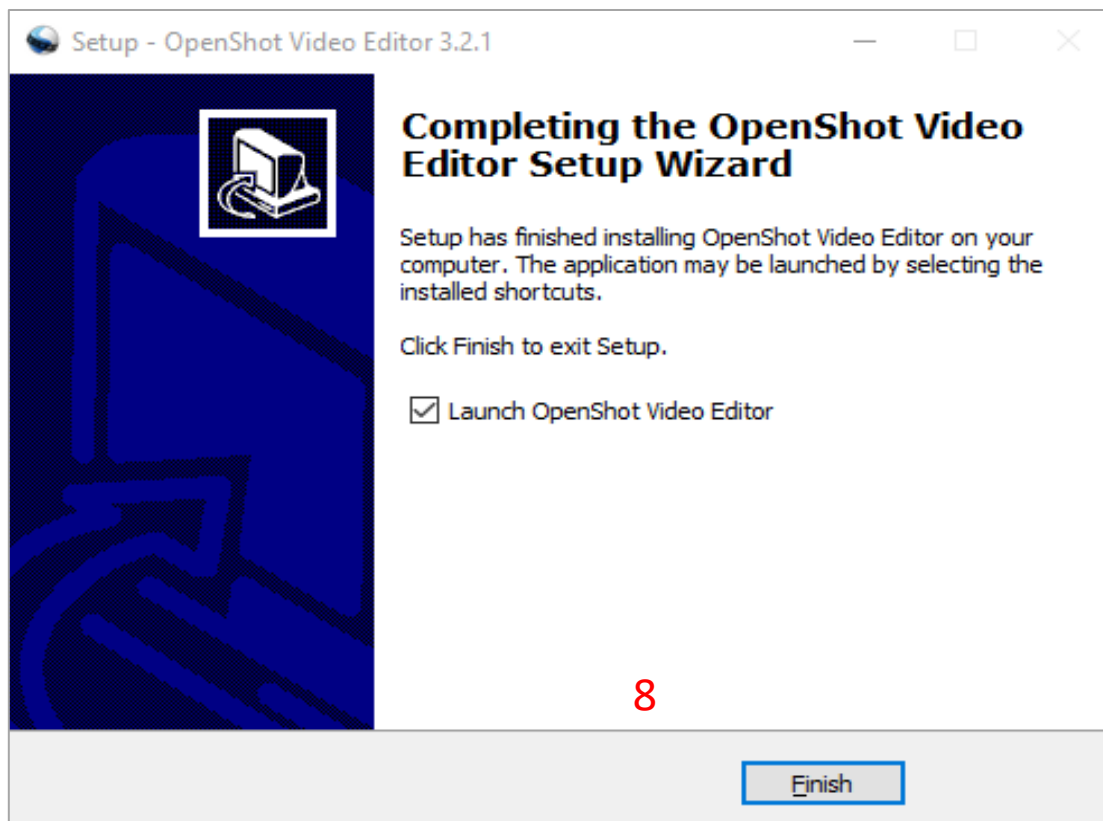 Setup - OpenShot Video Editor 3.2.1
Completing the OpenShot Video
Editor Setup Wizard
Setup has finished installing OpenShot Video Editor on your
computer. The application may be launched by selecting the
installed shortcuts.
Click Finish to exit Setup.
Launch OpenShot Video Editor
8
Finish